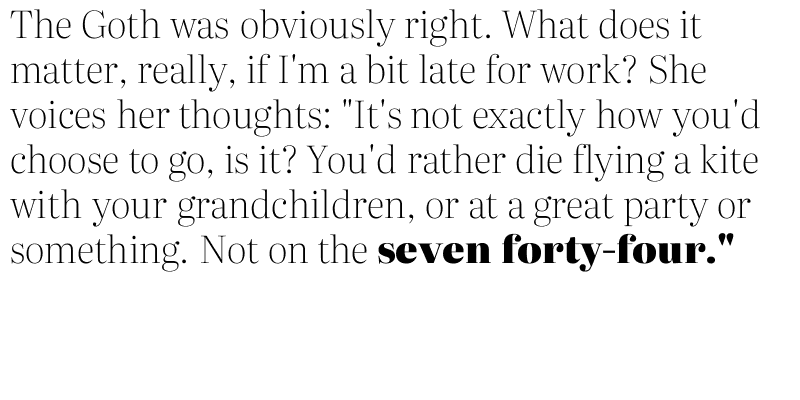 The Goth was obviously right. What does it
matter, really, if I'm a bit late for work? She
voices her thoughts: "It's not exactly how you'd
choose to go, is it? You'd rather die flying a kite
with your grandchildren, or at a great party or
something. Not on the seven forty-four."